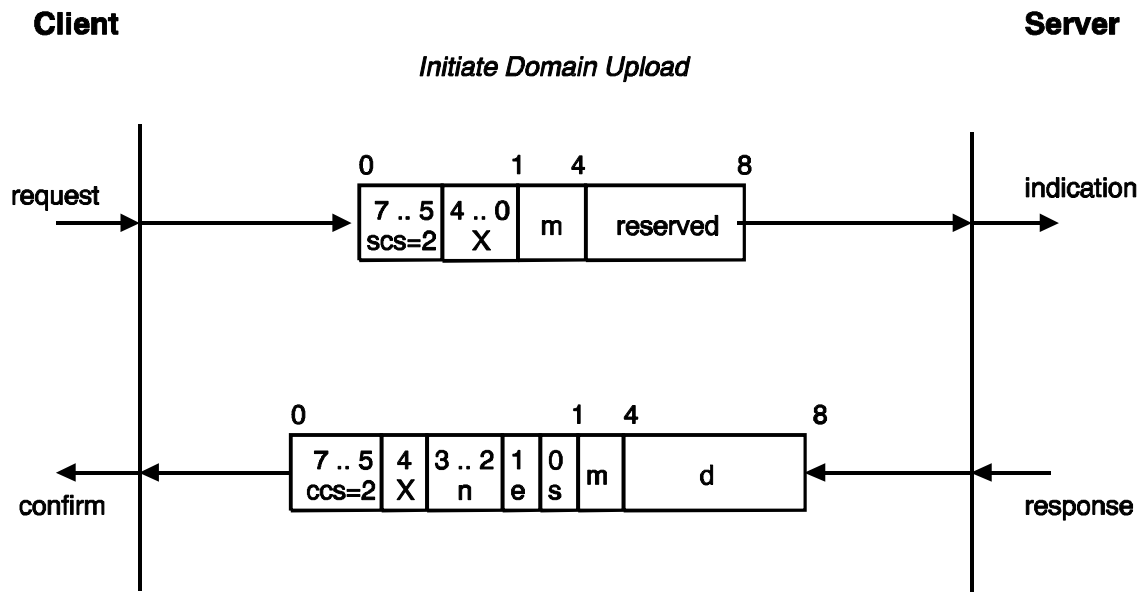 Client
Server
Initiate Domain Upload
0 1 4 8
request
indication
7 .. 5 4 .. 0
scs=2 X m reserved
0 1 4 8
7 .. 5 4 3 .. 2 1 0
ccs=2 X n e s m d
confirm
response